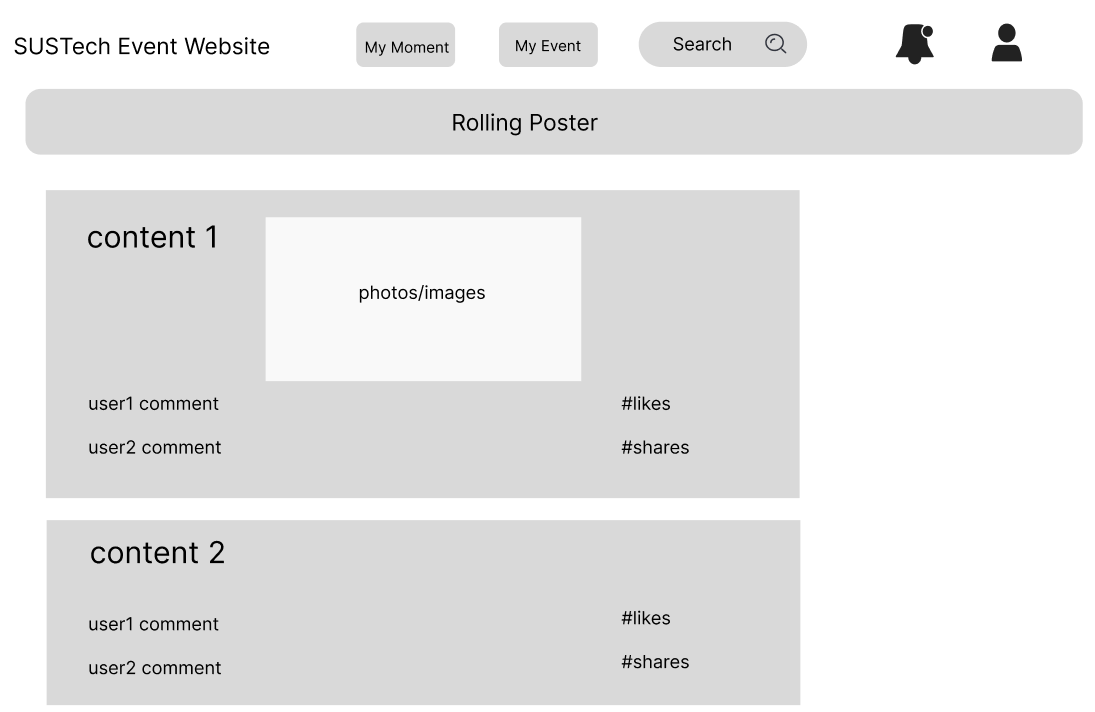 SUSTech Event Website
My Moment
My Event
Search
Rolling Poster
content 1
photos/images
user1 comment
#likes
user2 comment
#shares
content 2
user1 comment
#likes
user2 comment
#shares